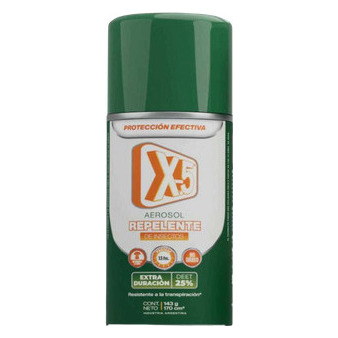 PROTECCIÓN EFECTIVA
X5
AEROSOL
REPELENTE
DE INSECTOS
EXTRA
DURACIÓN
DEET
25%
Resistente a la transpiración*
CONT.
NETO
143 g
170 cm³
INDUSTRIA ARGENTINA